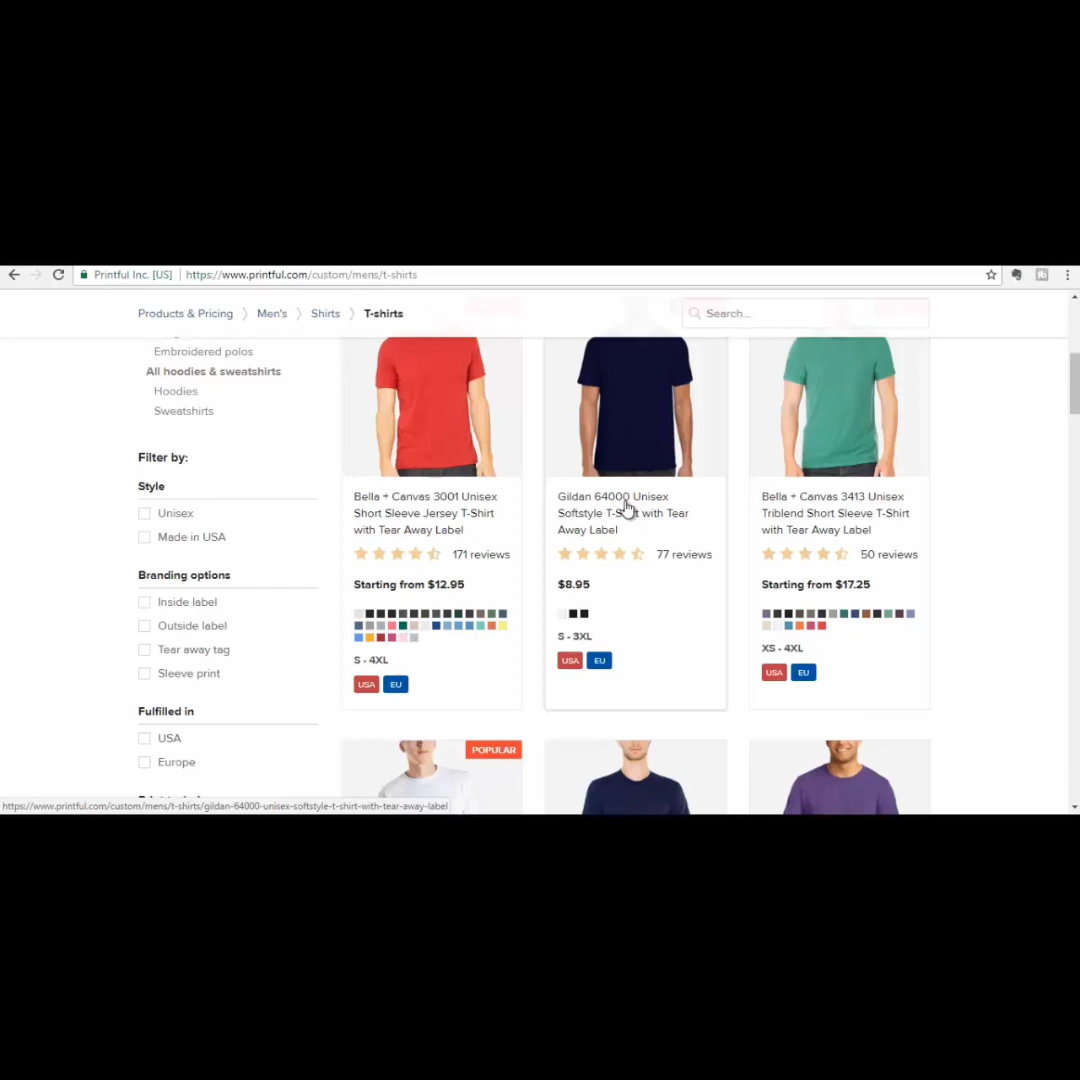 Printful Inc. [US] https://www.printful.com/custom/mens/t-shirts
Products & Pricing Men's Shirts T-shirts
Search...
Embroidered polos
All hoodies & sweatshirts
Hoodies
Sweatshirts
Filter by:
Style
Unisex
Made in USA
Branding options
Inside label
Outside label
Tear away tag
Sleeve print
Fulfilled in
USA
Europe
Bella + Canvas 3001 Unisex
Short Sleeve Jersey T-Shirt
with Tear Away Label
171 reviews
Starting from $12.95
S - 4XL
USA EU
Gildan 64000 Unisex
Softstyle T-Shirt with Tear
Away Label
77 reviews
$8.95
S - 3XL
USA EU
Bella + Canvas 3413 Unisex
Triblend Short Sleeve T-Shirt
with Tear Away Label
50 reviews
Starting from $17.25
XS - 4XL
USA EU
POPULAR
https://www.printful.com/custom/mens/t-shirts/gildan-64000-unisex-softstyle-t-shirt-with-tear-away-label